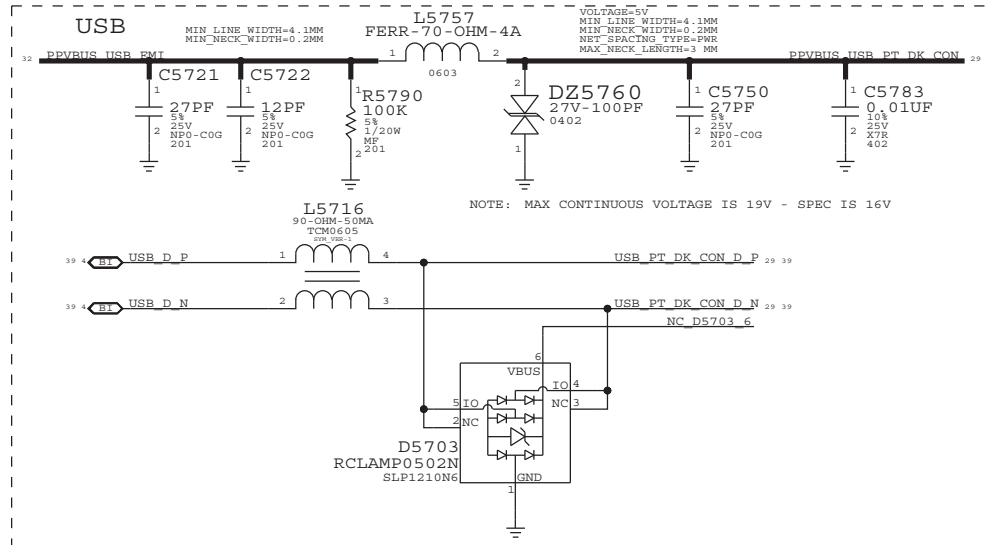 USB
MIN_LINE_WIDTH=4.1MM
MIN_NECK_WIDTH=0.2MM
L5757
FERR-70-OHM-4A
VOLTAGE=5V
MIN_LINE_WIDTH=4.1MM
MIN_NECK_WIDTH=0.2MM
NET_SPACING_TYPE=PWR
MAX_NECK_LENGTH=3 MM
32 PPVBUS_USB_EMI
1 2
0603
PPVBUS_USB_PT_DK_CON 29
C5721
1
27PF
5%
25V
2
NP0-C0G
201
C5722
1
12PF
5%
25V
2
NP0-C0G
201
1
R5790
100K
5%
1/20W
MF
201
2
2
DZ5760
27V-100PF
0402
1
C5750
1
27PF
5%
25V
2
NP0-C0G
201
C5783
1
0.01UF
10%
25V
2
X7R
402
NOTE: MAX CONTINUOUS VOLTAGE IS 19V - SPEC IS 16V
L5716
90-OHM-50MA
TCM0605
SYM_VER-1
39 4 BI USB_D_P 1 4 USB_PT_DK_CON_D_P 29 39
39 4 BI USB_D_N 2 3 USB_PT_DK_CON_D_N 29 39
NC_D5703_6
6
VBUS
IO 4
5 IO NC 3
2 NC
D5703
RCLAMP0502N
SLP1210N6
GND
1